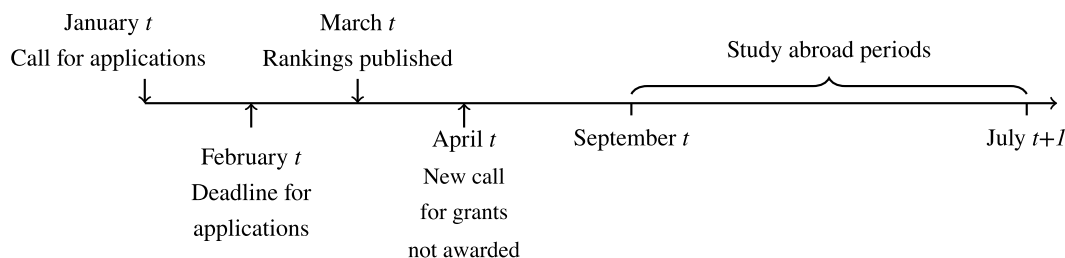 January t
Call for applications
February t
Deadline for
applications
March t
Rankings published
April t
New call
for grants
not awarded
Study abroad periods
September t
July t+1